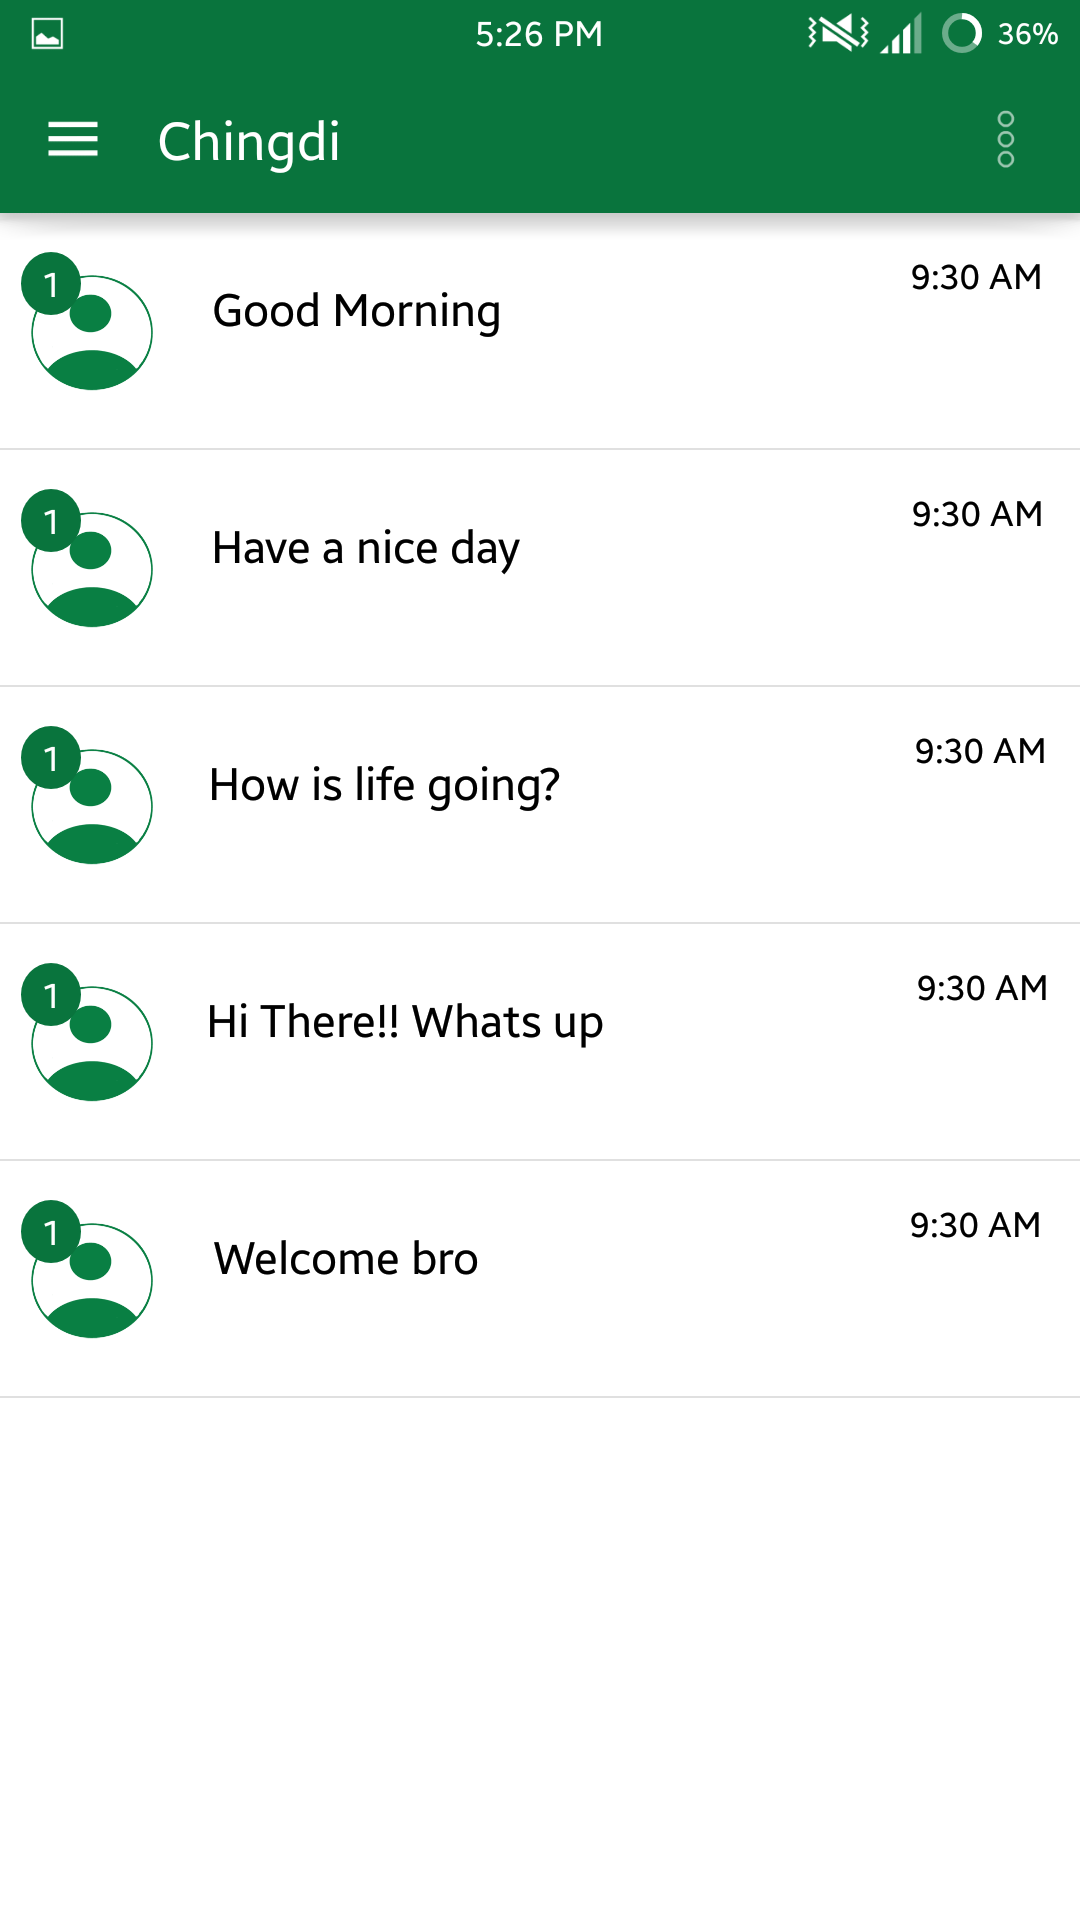 5:26 PM
36%
Chingdi
1
9:30 AM
Good Morning
1
9:30 AM
Have a nice day
1
9:30 AM
How is life going?
1
9:30 AM
Hi There!! Whats up
1
9:30 AM
Welcome bro